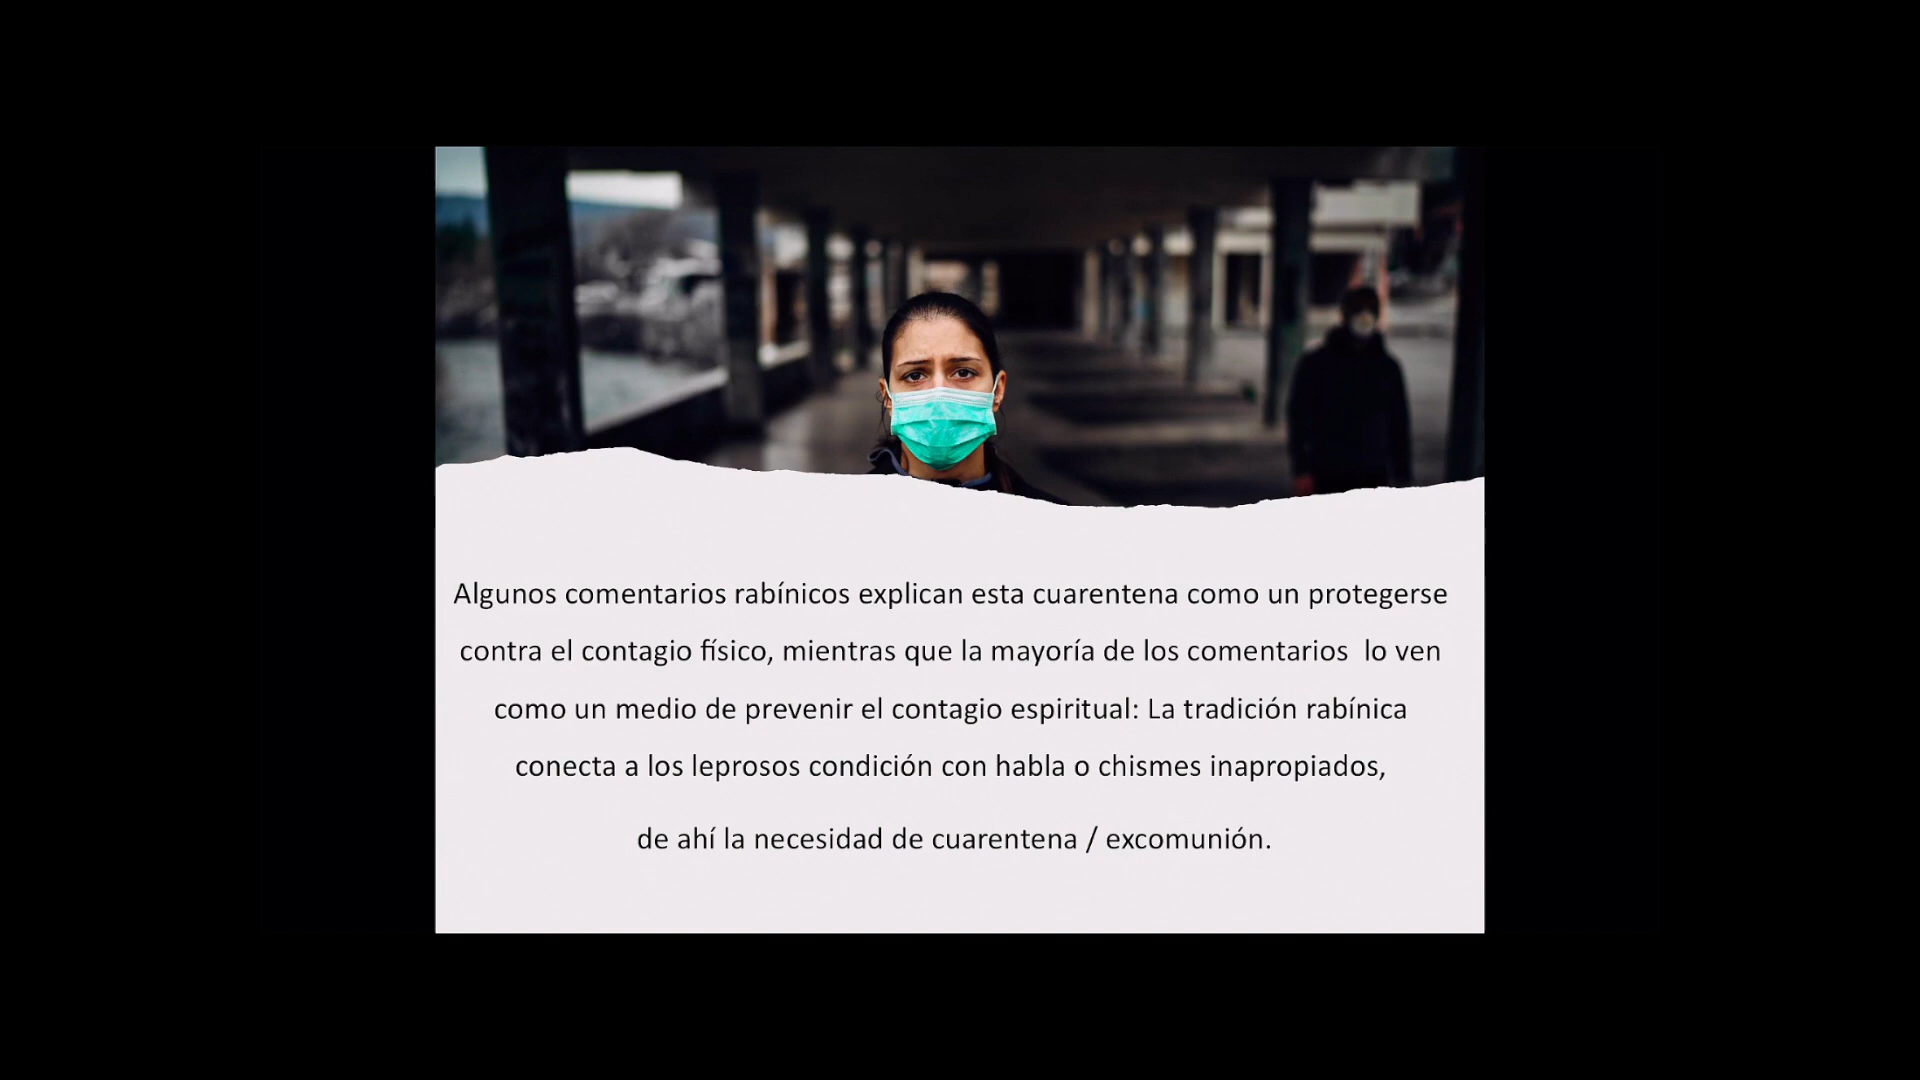 Algunos comentarios rabínicos explican esta cuarentena como un protegerse
contra el contagio físico, mientras que la mayoría de los comentarios  lo ven
como un medio de prevenir el contagio espiritual: La tradición rabínica
conecta a los leprosos condición con habla o chismes inapropiados,
de ahí la necesidad de cuarentena / excomunión.